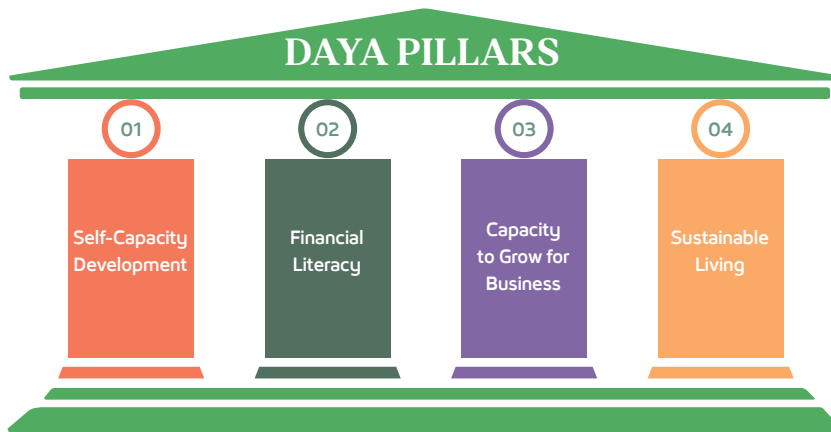 DAYA PILLARS
01
02
03
04
Self-Capacity
Development
Financial
Literacy
Capacity
to Grow for
Business
Sustainable
Living